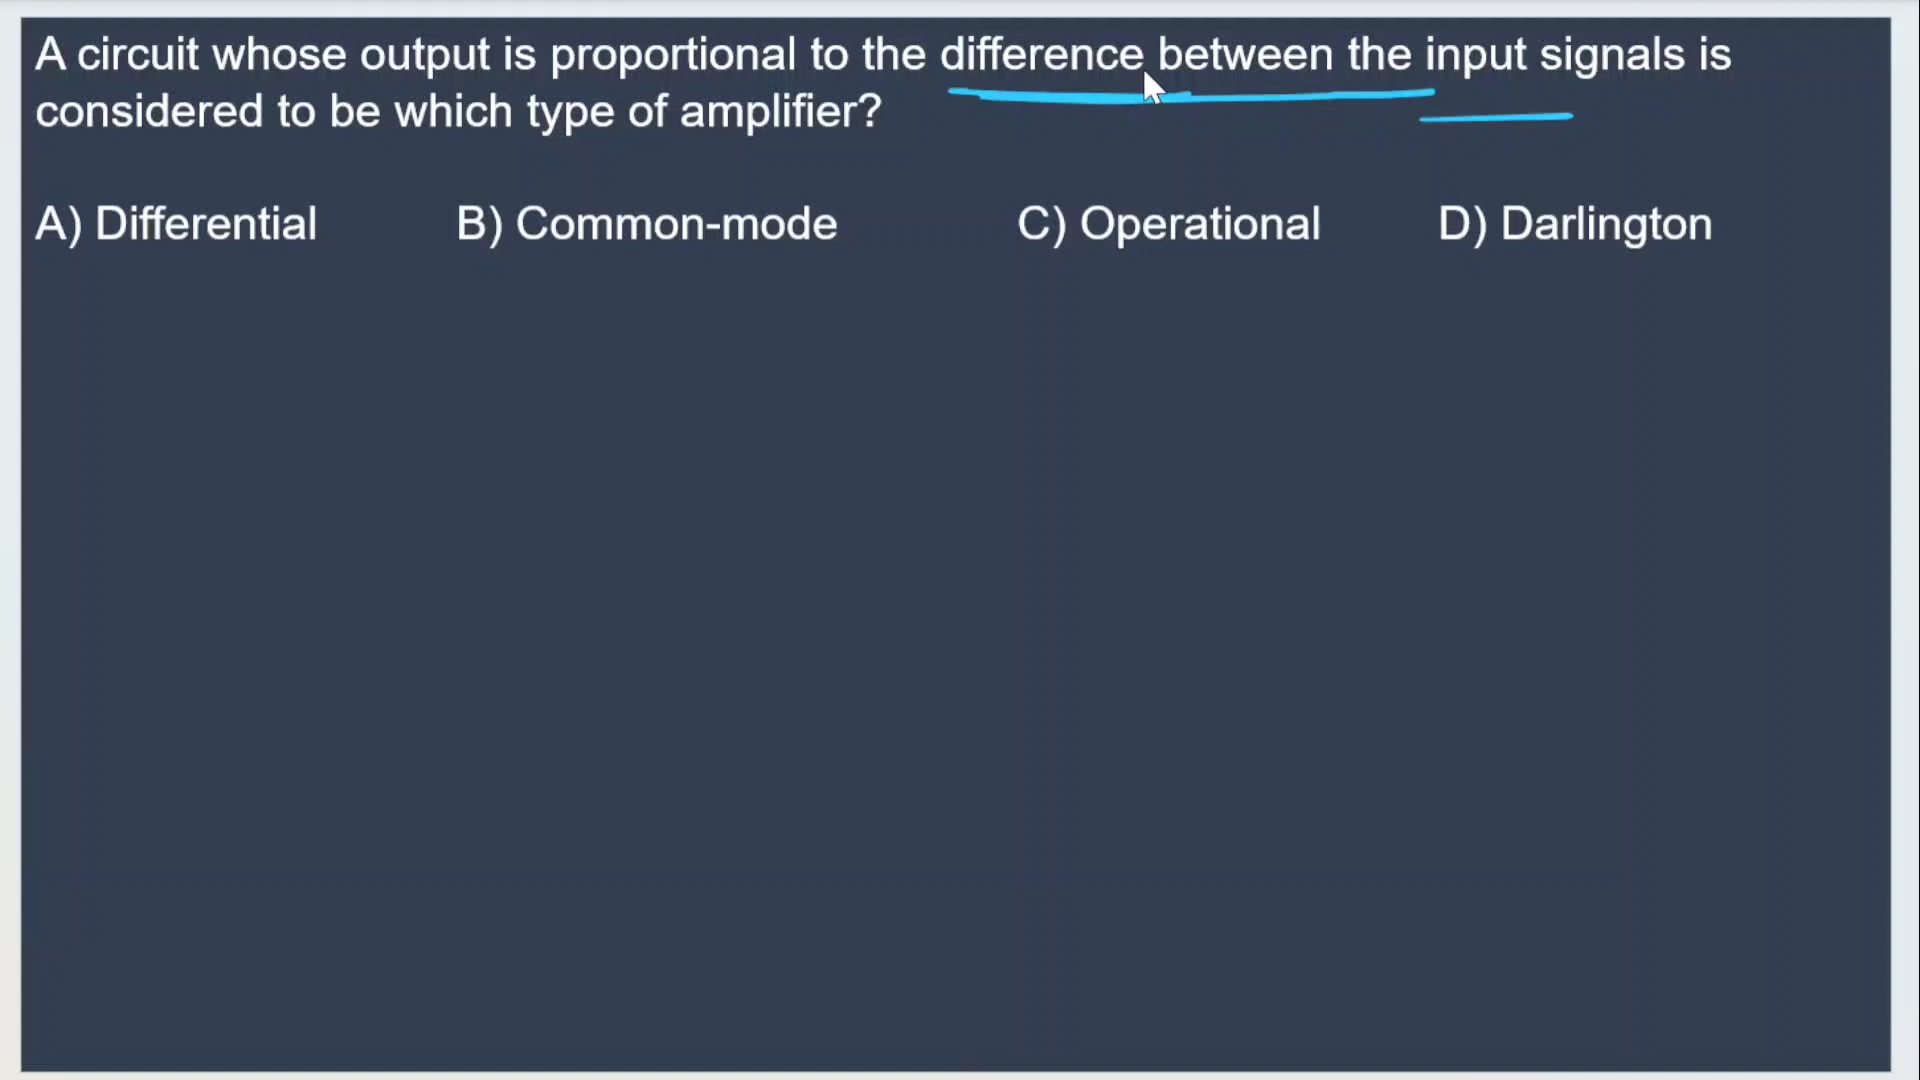 A circuit whose output is proportional to the difference between the input signals is
considered to be which type of amplifier?
A) Differential B) Common-mode C) Operational D) Darlington